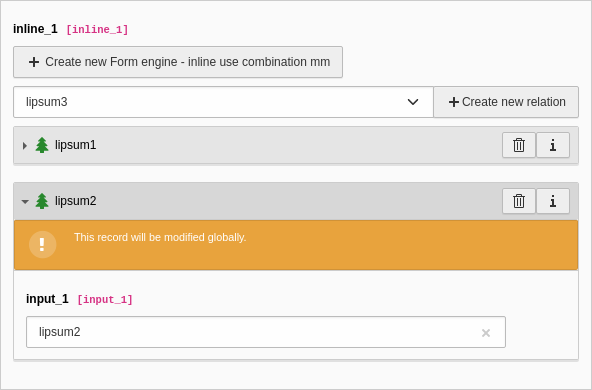 inline_1 [inline_1]
+ Create new Form engine - inline use combination mm
lipsum3
+ Create new relation
lipsum1
lipsum2
This record will be modified globally.
input_1 [input_1]
lipsum2